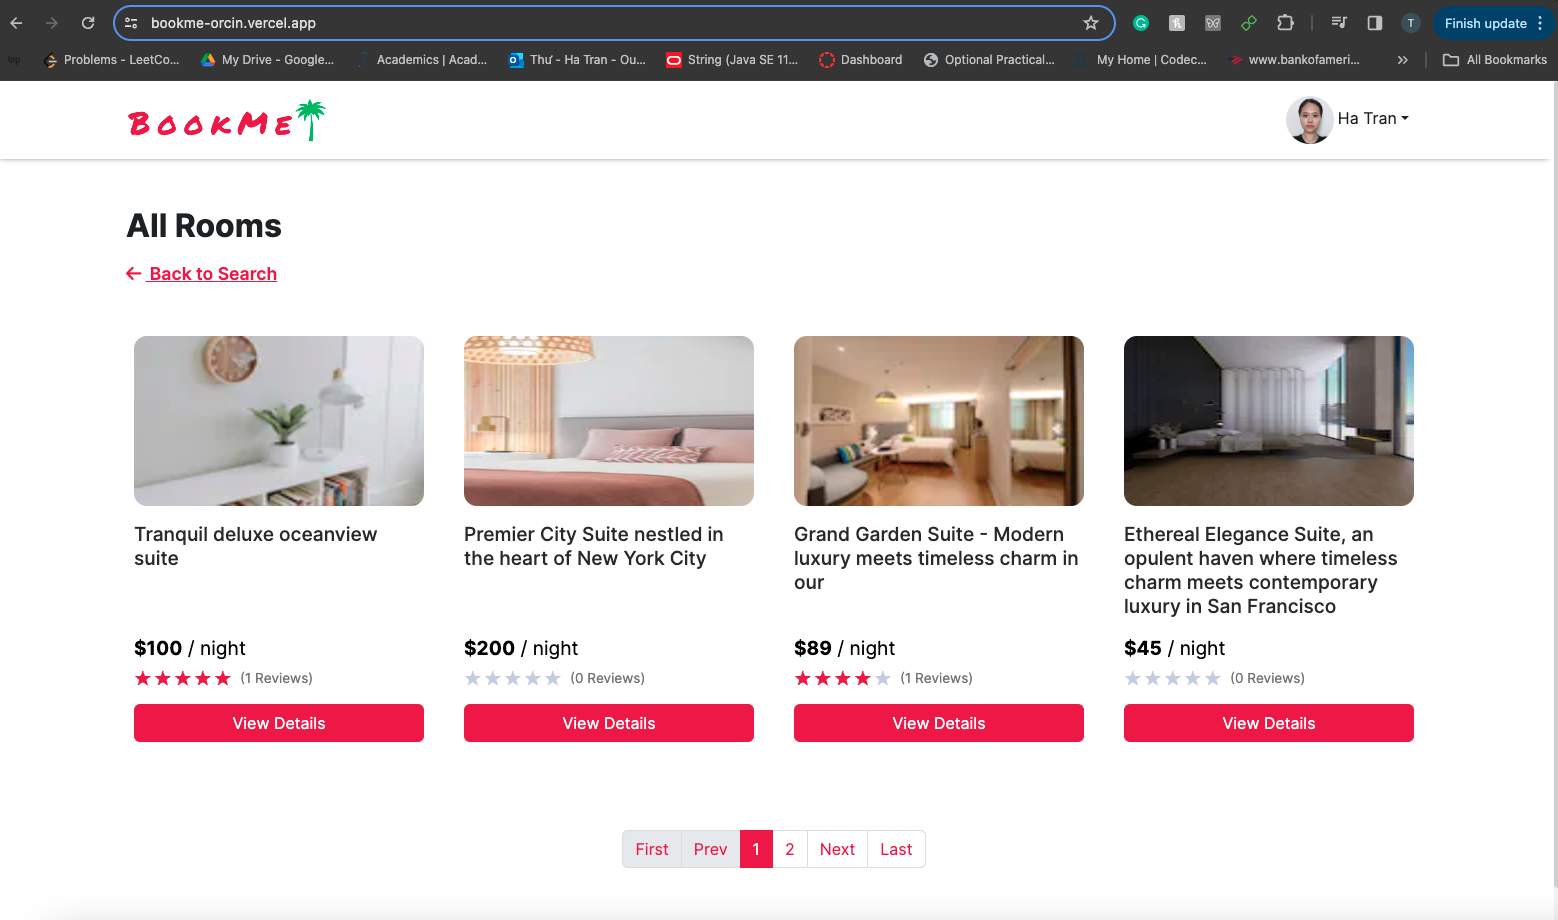 bookme-orcin.vercel.app
Finish update
Problems - LeetCo...
My Drive - Google...
Academics | Acad...
Thư - Ha Tran - Ou...
String (Java SE 11...
Dashboard
Optional Practical...
My Home | Codec...
www.bankofameri...
All Bookmarks
BookMe
Ha Tran
All Rooms
Back to Search
Tranquil deluxe oceanview
suite
$100 / night
(1 Reviews)
View Details
Premier City Suite nestled in
the heart of New York City
$200 / night
(0 Reviews)
View Details
Grand Garden Suite - Modern
luxury meets timeless charm in
our
$89 / night
(1 Reviews)
View Details
Ethereal Elegance Suite, an
opulent haven where timeless
charm meets contemporary
luxury in San Francisco
$45 / night
(0 Reviews)
View Details
First Prev 1 2 Next Last